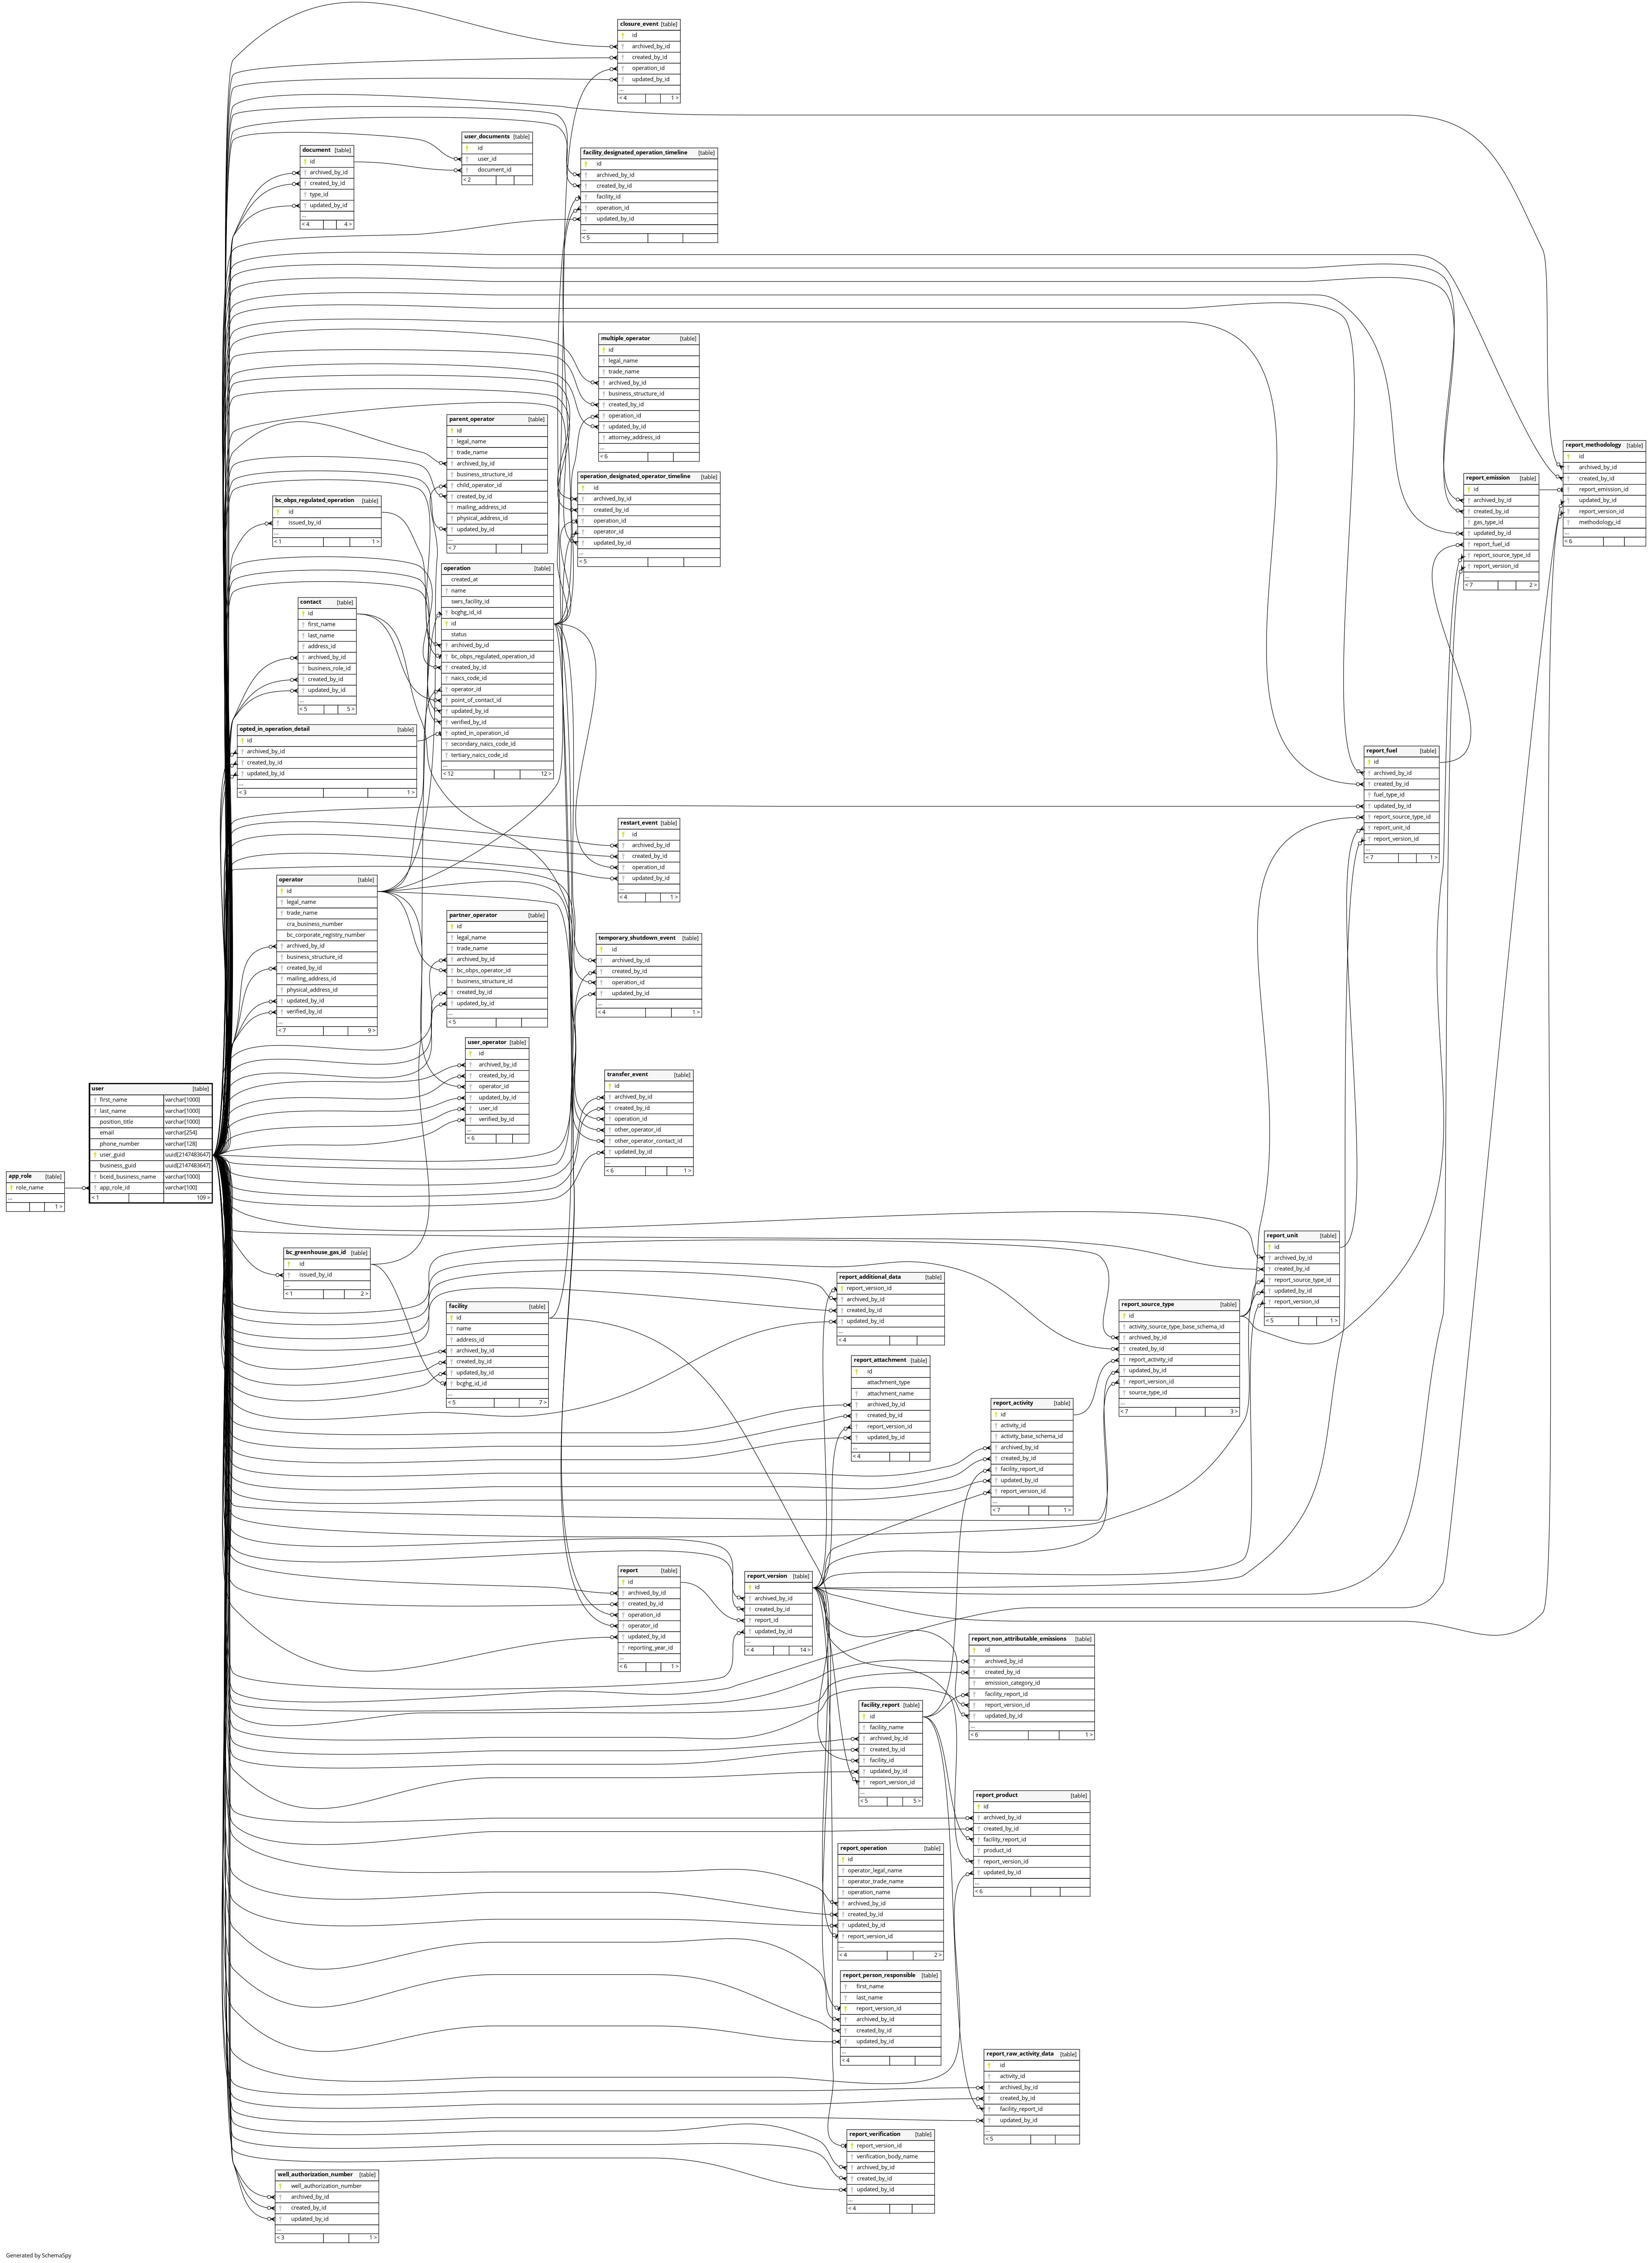 closure_event [table]
id
archived_by_id
created_by_id
operation_id
updated_by_id
...
< 4 1 >
user_documents [table]
id
user_id
document_id
< 2
document [table]
id
archived_by_id
created_by_id
type_id
updated_by_id
...
< 4 4 >
facility_designated_operation_timeline [table]
id
archived_by_id
created_by_id
facility_id
operation_id
updated_by_id
...
< 5
multiple_operator [table]
id
legal_name
trade_name
archived_by_id
business_structure_id
created_by_id
operation_id
updated_by_id
attorney_address_id
...
< 6
parent_operator [table]
id
legal_name
trade_name
archived_by_id
business_structure_id
child_operator_id
created_by_id
mailing_address_id
physical_address_id
updated_by_id
...
< 7
operation_designated_operator_timeline [table]
id
archived_by_id
created_by_id
operation_id
operator_id
updated_by_id
...
< 5
report_methodology [table]
id
archived_by_id
created_by_id
report_emission_id
updated_by_id
report_version_id
methodology_id
...
< 6
report_emission [table]
id
archived_by_id
created_by_id
gas_type_id
updated_by_id
report_fuel_id
report_source_type_id
report_version_id
...
< 7 2 >
bc_obps_regulated_operation [table]
id
issued_by_id
...
< 1 1 >
operation [table]
created_at
name
swrs_facility_id
bcghg_id_id
id
status
archived_by_id
bc_obps_regulated_operation_id
created_by_id
naics_code_id
operator_id
point_of_contact_id
updated_by_id
verified_by_id
opted_in_operation_id
secondary_naics_code_id
tertiary_naics_code_id
...
< 12 12 >
contact [table]
id
first_name
last_name
address_id
archived_by_id
business_role_id
created_by_id
updated_by_id
...
< 5 5 >
opted_in_operation_detail [table]
id
archived_by_id
created_by_id
updated_by_id
...
< 3 1 >
report_fuel [table]
id
archived_by_id
created_by_id
fuel_type_id
updated_by_id
report_source_type_id
report_unit_id
report_version_id
...
< 7 1 >
restart_event [table]
id
archived_by_id
created_by_id
operation_id
updated_by_id
...
< 4 1 >
operator [table]
id
legal_name
trade_name
cra_business_number
bc_corporate_registry_number
archived_by_id
business_structure_id
created_by_id
mailing_address_id
physical_address_id
updated_by_id
verified_by_id
...
< 7 9 >
partner_operator [table]
id
legal_name
trade_name
archived_by_id
bc_obps_operator_id
business_structure_id
created_by_id
updated_by_id
...
< 5
temporary_shutdown_event [table]
id
archived_by_id
created_by_id
operation_id
updated_by_id
...
< 4 1 >
user_operator [table]
id
archived_by_id
created_by_id
operator_id
updated_by_id
user_id
verified_by_id
...
< 6
transfer_event [table]
id
archived_by_id
created_by_id
operation_id
other_operator_id
other_operator_contact_id
updated_by_id
...
< 6 1 >
user [table]
first_name varchar[1000]
last_name varchar[1000]
position_title varchar[1000]
email varchar[254]
phone_number varchar[128]
user_guid uuid[2147483647]
business_guid uuid[2147483647]
bceid_business_name varchar[1000]
app_role_id varchar[100]
< 1 109 >
app_role [table]
role_name
...
1 >
bc_greenhouse_gas_id [table]
id
issued_by_id
...
< 1 2 >
facility [table]
id
name
address_id
archived_by_id
created_by_id
updated_by_id
bcghg_id_id
...
< 5 7 >
report_additional_data [table]
report_version_id
archived_by_id
created_by_id
updated_by_id
...
< 4
report_unit [table]
id
archived_by_id
created_by_id
report_source_type_id
updated_by_id
report_version_id
...
< 5 1 >
report_source_type [table]
id
activity_source_type_base_schema_id
archived_by_id
created_by_id
report_activity_id
updated_by_id
report_version_id
source_type_id
...
< 7 3 >
report_attachment [table]
id
attachment_type
attachment_name
archived_by_id
created_by_id
report_version_id
updated_by_id
...
< 4
report_activity [table]
id
activity_id
activity_base_schema_id
archived_by_id
created_by_id
facility_report_id
updated_by_id
report_version_id
...
< 7 1 >
report [table]
id
archived_by_id
created_by_id
operation_id
operator_id
updated_by_id
reporting_year_id
...
< 6 1 >
report_version [table]
id
archived_by_id
created_by_id
report_id
updated_by_id
...
< 4 14 >
report_non_attributable_emissions [table]
id
archived_by_id
created_by_id
emission_category_id
facility_report_id
report_version_id
updated_by_id
...
< 6 1 >
facility_report [table]
id
facility_name
archived_by_id
created_by_id
facility_id
updated_by_id
report_version_id
...
< 5 5 >
report_product [table]
id
archived_by_id
created_by_id
facility_report_id
product_id
report_version_id
updated_by_id
...
< 6
report_operation [table]
id
operator_legal_name
operator_trade_name
operation_name
archived_by_id
created_by_id
updated_by_id
report_version_id
...
< 4 2 >
report_person_responsible [table]
first_name
last_name
report_version_id
archived_by_id
created_by_id
updated_by_id
...
< 4
report_raw_activity_data [table]
id
activity_id
archived_by_id
created_by_id
facility_report_id
updated_by_id
...
< 5
report_verification [table]
report_version_id
verification_body_name
archived_by_id
created_by_id
updated_by_id
...
< 4
well_authorization_number [table]
well_authorization_number
archived_by_id
created_by_id
updated_by_id
...
< 3 1 >
Generated by SchemaSpy